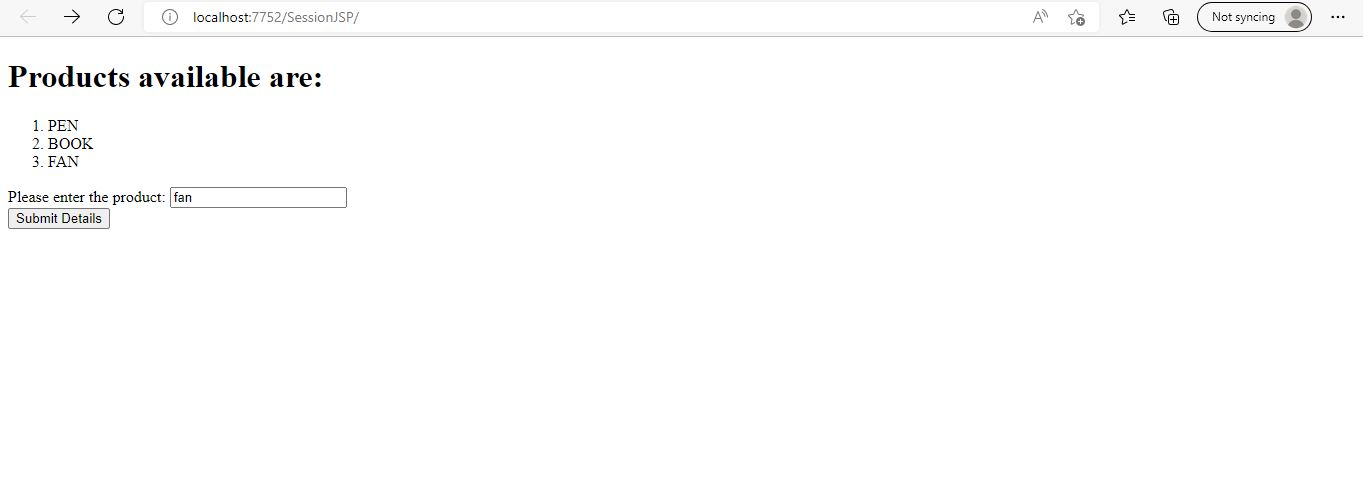 localhost:7752/SessionJSP/
Not syncing
Products available are:
1. PEN
2. BOOK
3. FAN
Please enter the product: fan
Submit Details